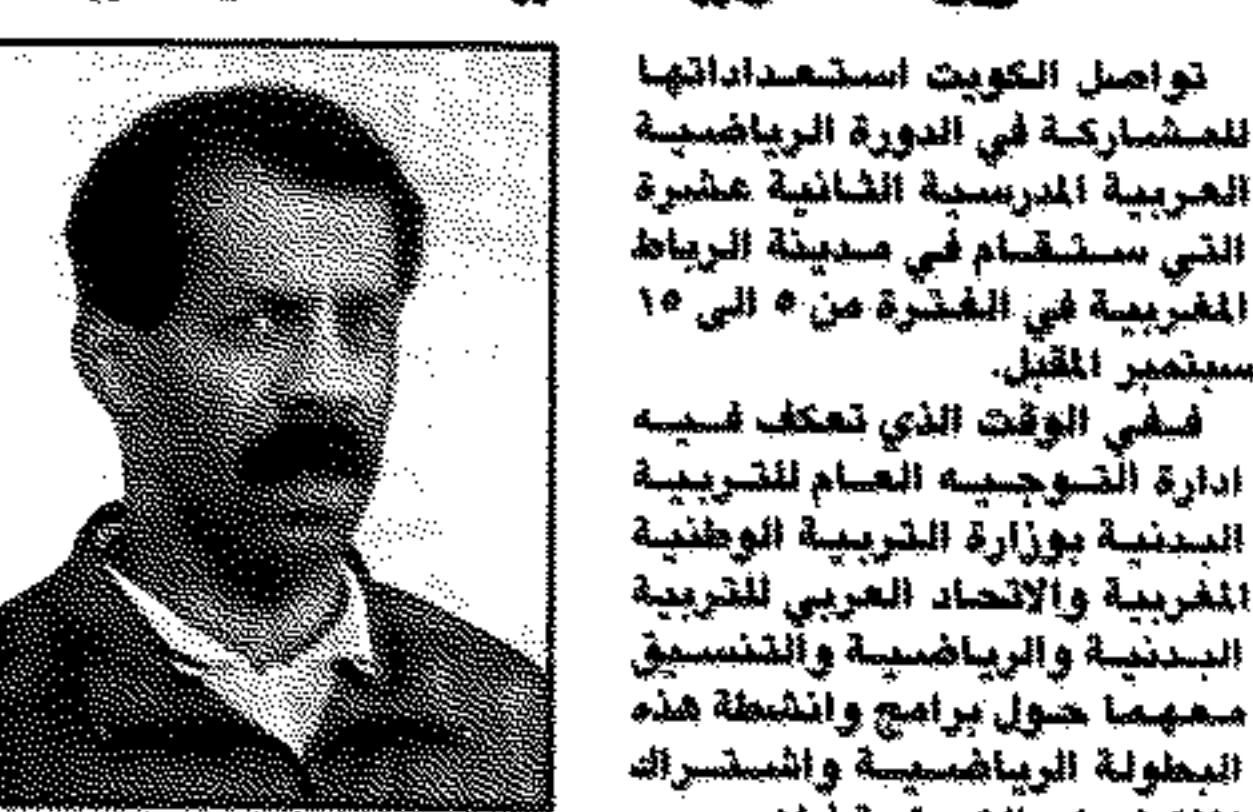 تواصل الكويت استعداداتها
للمشاركة في الدورة الرياضية
العربية المدرسية الثانية عشرة
التي ستقام في مدينة الرباط
المغربية في الفترة من ٥ الى ١٥
سبتمبر المقبل.
ففي الوقت الذي تعكف فيه
ادارة التوجيه العام للتربية
البدنية بوزارة التربية الوطنية
المغربية والاتحاد العربي للتربية
البدنية والرياضية والتنسيق
معهما حول برامج وانشطة هذه
البطولة الرياضية واشتراك